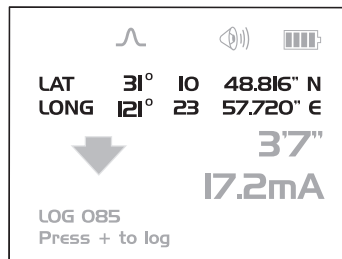 LAT 31° 10 48.816" N
LONG 121° 23 57.720" E
3'7"
17.2mA
LOG 085
Press + to log